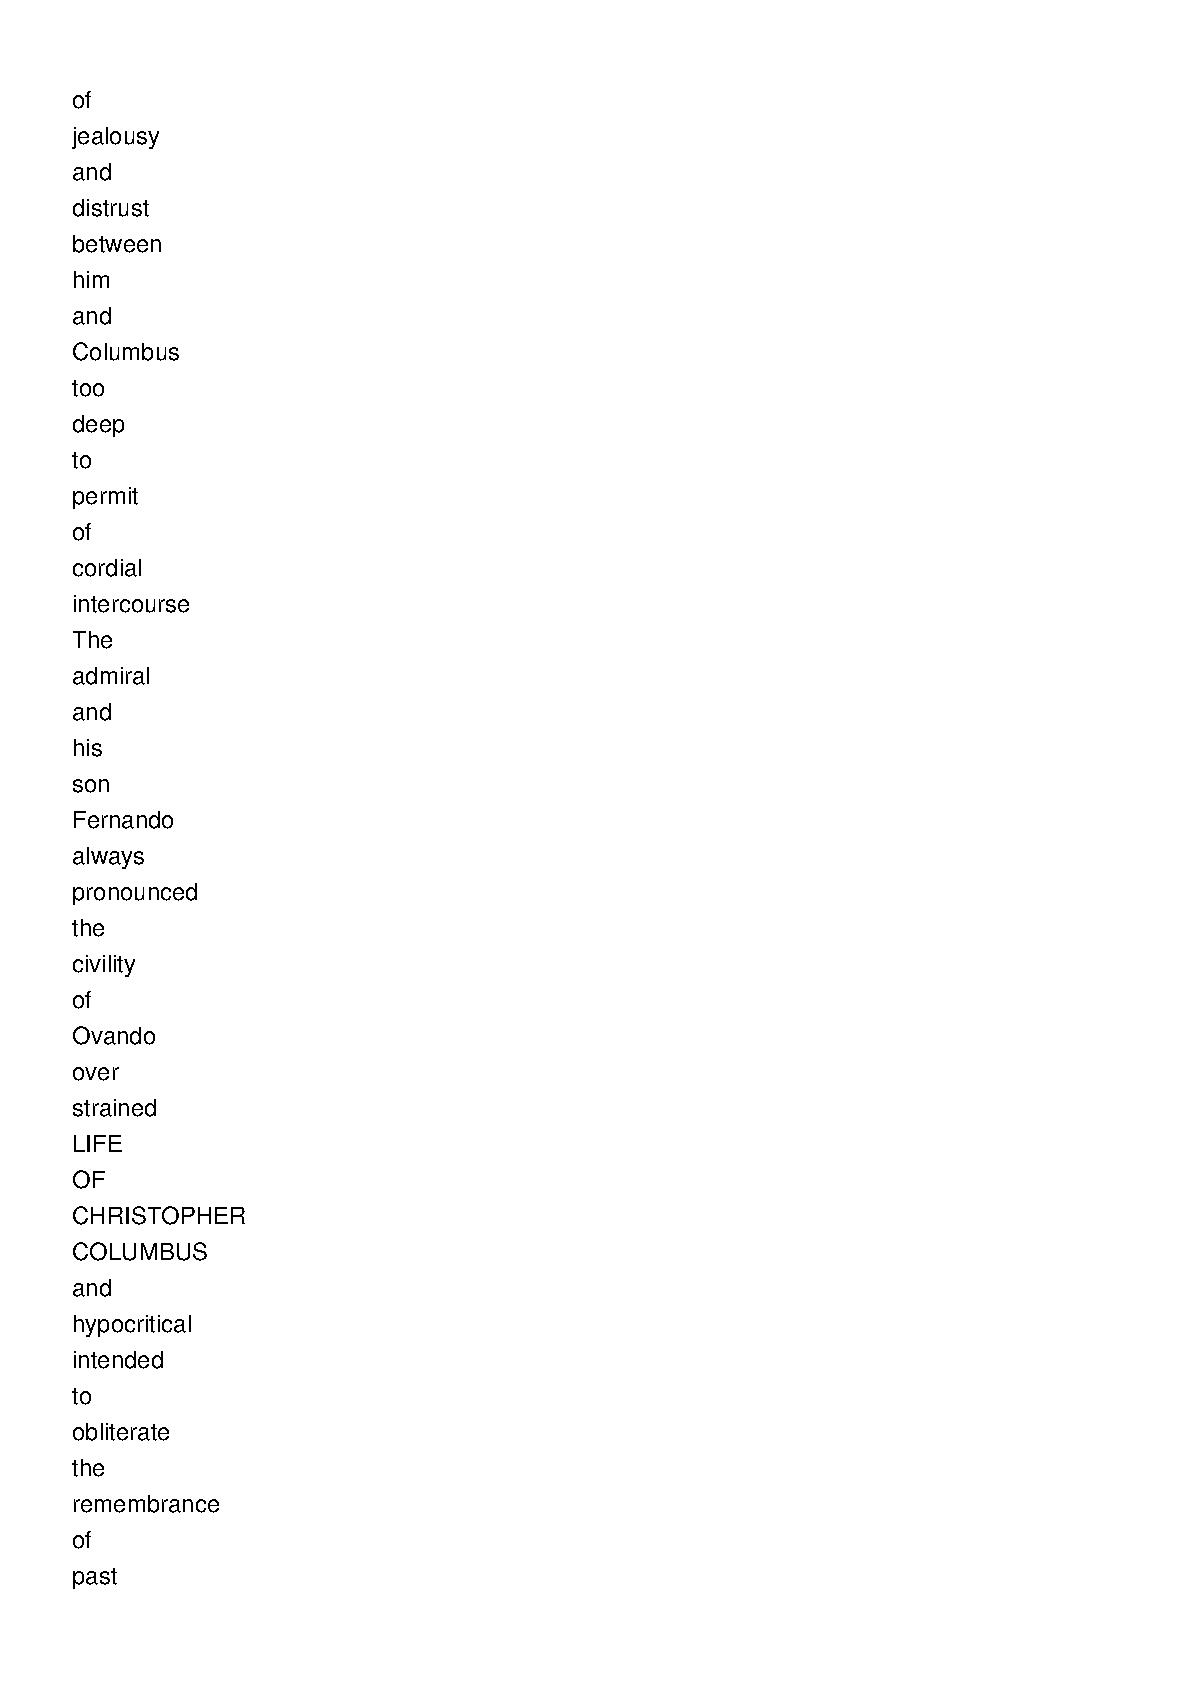 of
jealousy
and
distrust
between
him
and
Columbus
too
deep
to
permit
of
cordial
intercourse
The
admiral
and
his
son
Fernando
always
pronounced
the
civility
of
Ovando
over
strained
LIFE
OF
CHRISTOPHER
COLUMBUS
and
hypocritical
intended
to
obliterate
the
remembrance
of
past